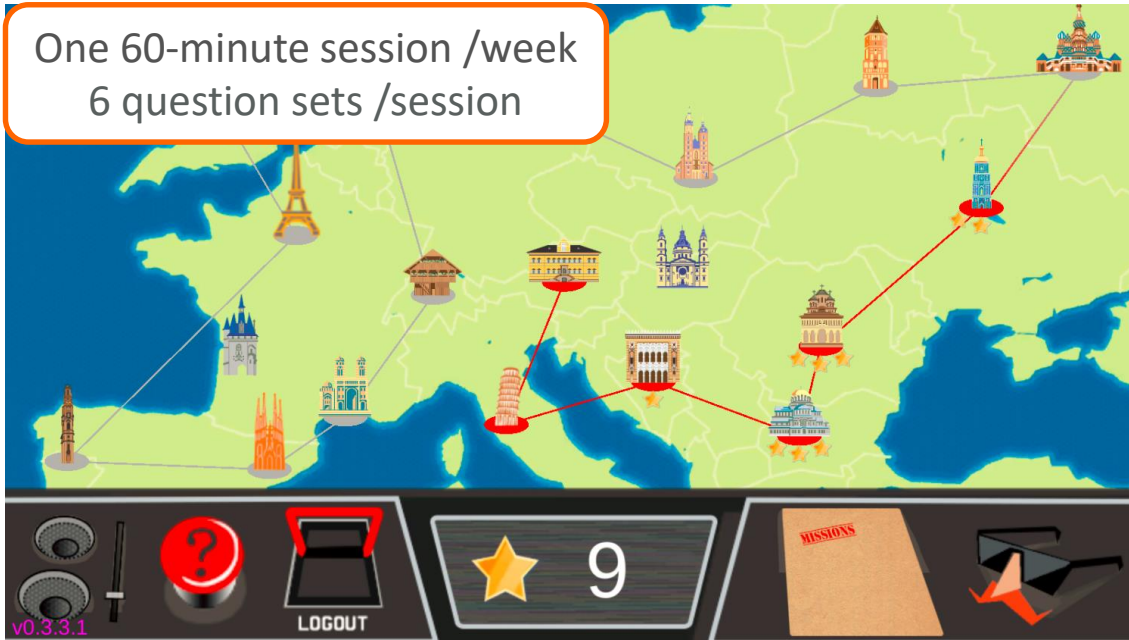 One 60-minute session /week
6 question sets /session
?
9
MISSIONS
LOGOUT
v0.3.3.1